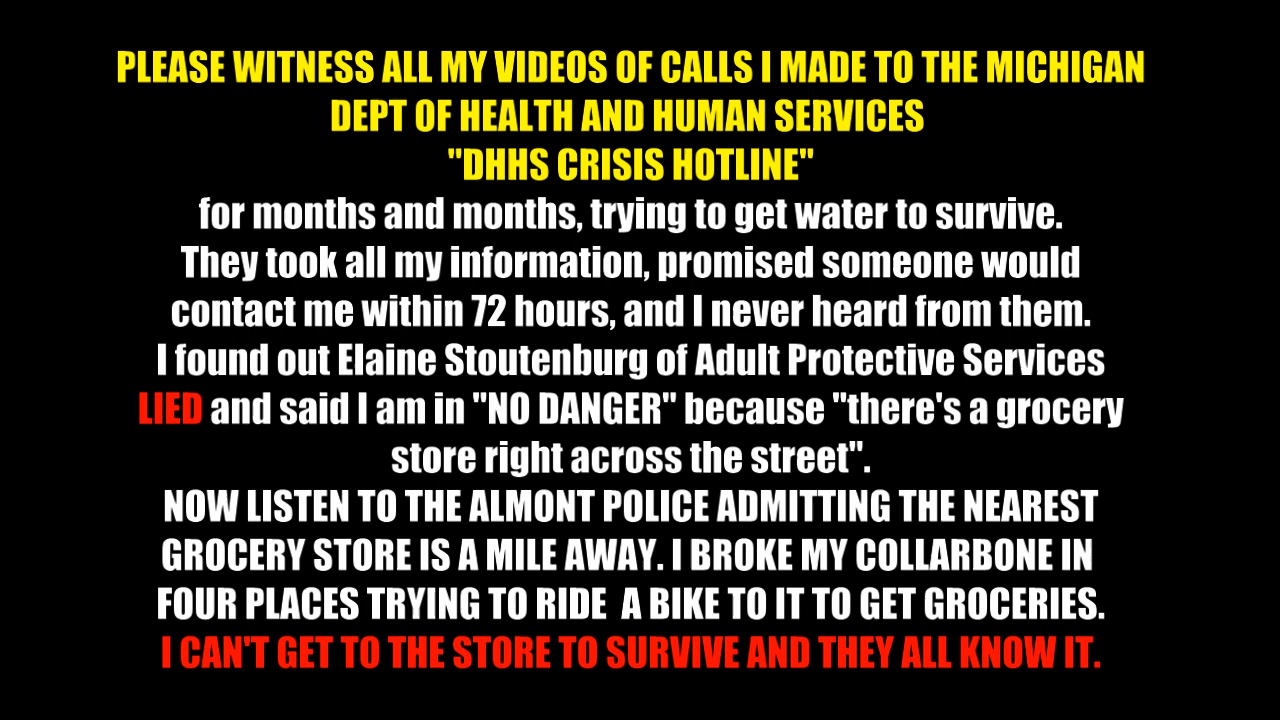 PLEASE WITNESS ALL MY VIDEOS OF CALLS I MADE TO THE MICHIGAN
DEPT OF HEALTH AND HUMAN SERVICES
"DHHS CRISIS HOTLINE"
for months and months, trying to get water to survive.
They took all my information, promised someone would
contact me within 72 hours, and I never heard from them.
I found out Elaine Stoutenburg of Adult Protective Services
LIED and said I am in "NO DANGER" because "there's a grocery
store right across the street".
NOW LISTEN TO THE ALMONT POLICE ADMITTING THE NEAREST
GROCERY STORE IS A MILE AWAY. I BROKE MY COLLARBONE IN
FOUR PLACES TRYING TO RIDE  A BIKE TO IT TO GET GROCERIES.
I CAN'T GET TO THE STORE TO SURVIVE AND THEY ALL KNOW IT.